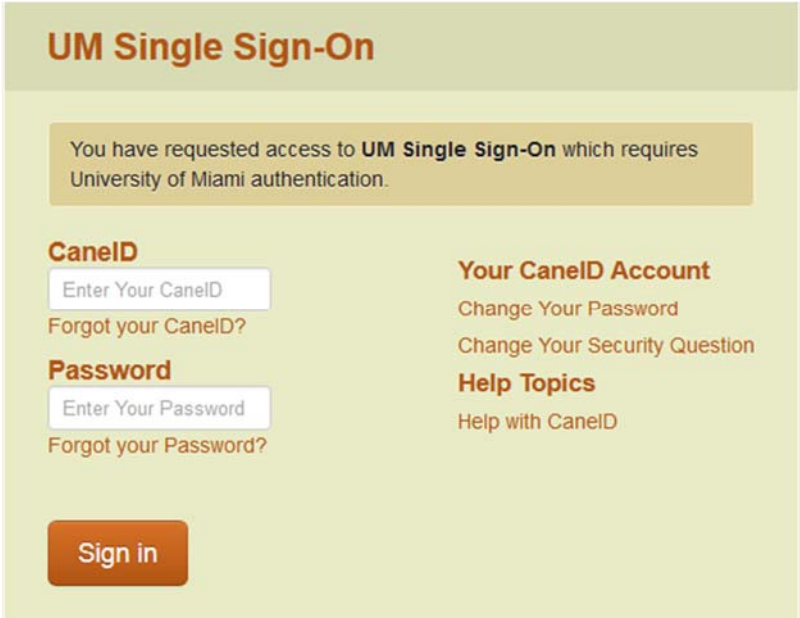 UM Single Sign-On
You have requested access to UM Single Sign-On which requires
University of Miami authentication.
CaneID
Enter Your CaneID
Forgot your CaneID?
Password
Enter Your Password
Forgot your Password?
Sign in
Your CaneID Account
Change Your Password
Change Your Security Question
Help Topics
Help with CaneID